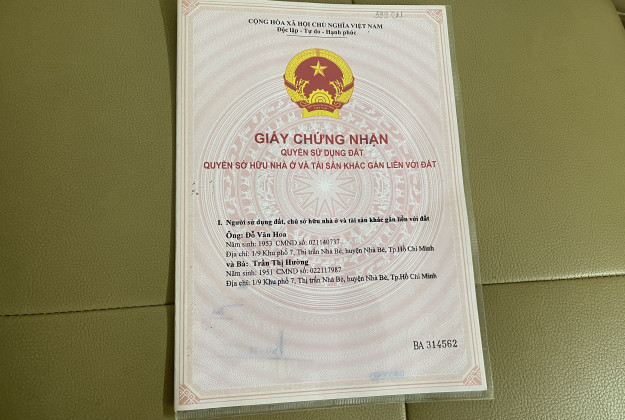 CỘNG HÒA XÃ HỘI CHỦ NGHĨA VIỆT NAM
Độc lập - Tự do - Hạnh phúc
GIẤY CHỨNG NHẬN
QUYỀN SỬ DỤNG ĐẤT
QUYỀN SỞ HỮU NHÀ Ở VÀ TÀI SẢN KHÁC GẮN LIỀN VỚI ĐẤT
I. Người sử dụng đất, chủ sở hữu nhà ở và tài sản khác gắn liền với đất
Ông: Đỗ Văn Hoa
Năm sinh: 1953 CMND số: 021140737
Địa chỉ: 1/9 Khu phố 7, Thị trấn Nhà Bè, huyện Nhà Bè, Tp.Hồ Chí Minh
và Bà: Trần Thị Hường
Năm sinh: 1951 CMND số: 022117987
Địa chỉ: 1/9 Khu phố 7, Thị trấn Nhà Bè, huyện Nhà Bè, Tp.Hồ Chí Minh
BA 314562